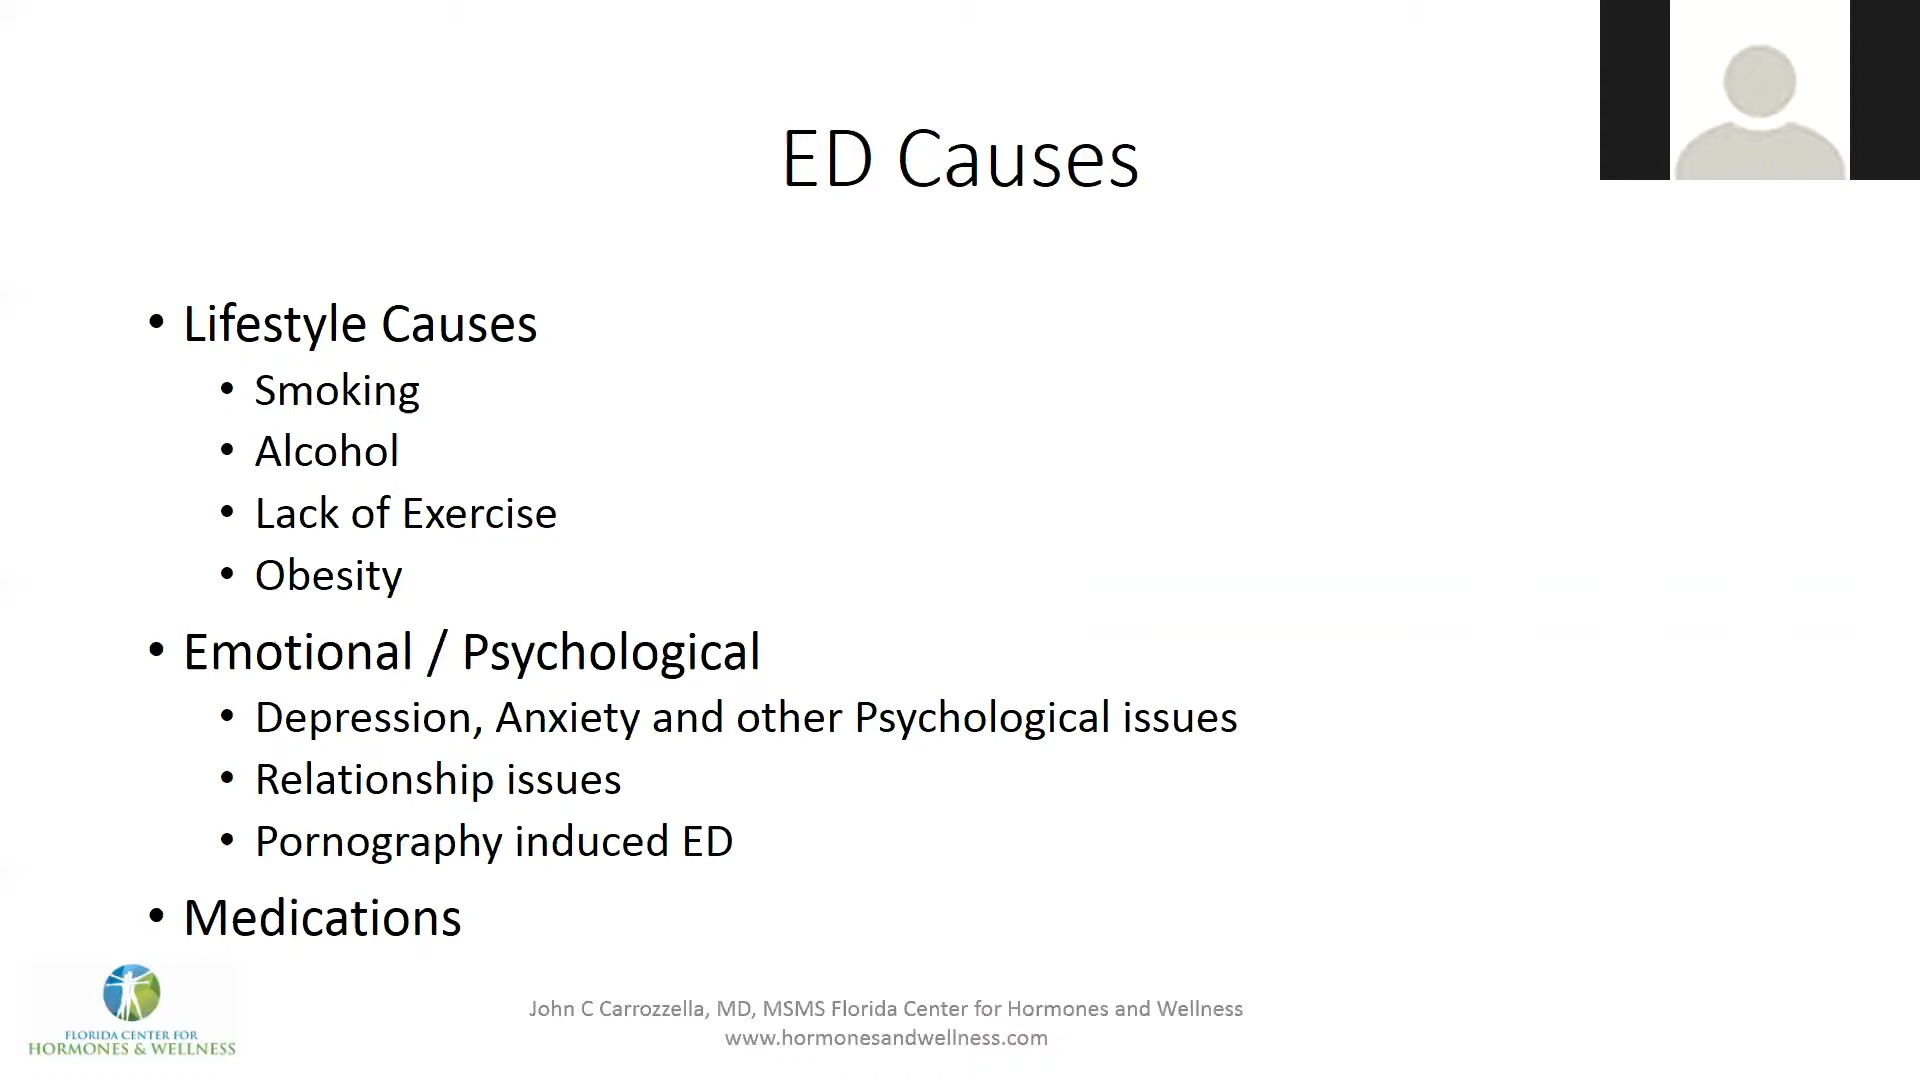 ED Causes
• Lifestyle Causes
• Smoking
• Alcohol
• Lack of Exercise
• Obesity
• Emotional / Psychological
• Depression, Anxiety and other Psychological issues
• Relationship issues
• Pornography induced ED
• Medications
FLORIDA CENTER FOR
HORMONES & WELLNESS
John C Carrozzella, MD, MSMS Florida Center for Hormones and Wellness
www.hormonesandwellness.com